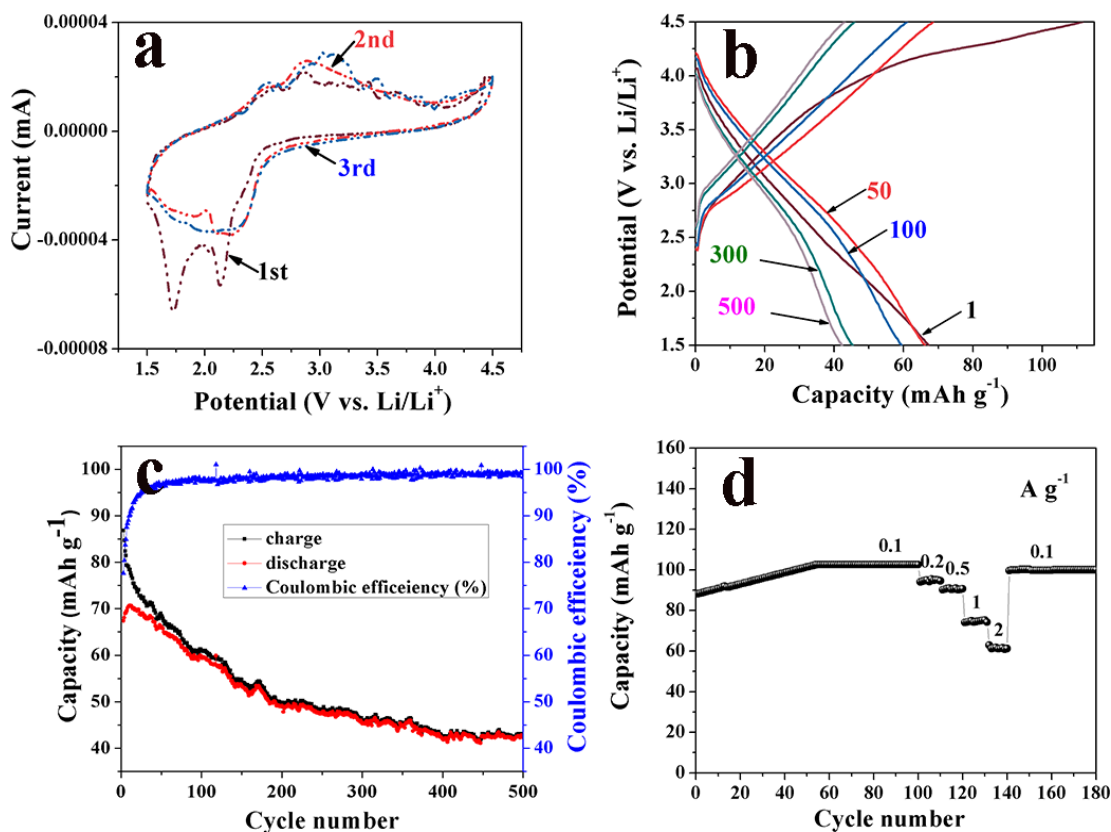 a
2nd
3rd
1st
0.00004
0.00000
-0.00004
-0.00008
Current (mA)
1.5 2.0 2.5 3.0 3.5 4.0 4.5
Potential (V vs. Li/Li⁺)
b
50
100
300
500
1
4.5
4.0
3.5
3.0
2.5
2.0
1.5
Potential (V vs. Li/Li⁺)
0 20 40 60 80 100
Capacity (mAh g⁻¹)
c
charge
discharge
Coulombic efficeiency (%)
100
90
80
70
60
50
40
Capacity (mAh g⁻¹)
100
90
80
70
60
50
40
Coulombic efficeiency (%)
0 100 200 300 400 500
Cycle number
d
A g⁻¹
0.1
0.2
0.5
1
2
0.1
160
140
120
100
80
60
40
20
0
Capacity (mAh g⁻¹)
0 20 40 60 80 100 120 140 160 180
Cycle number